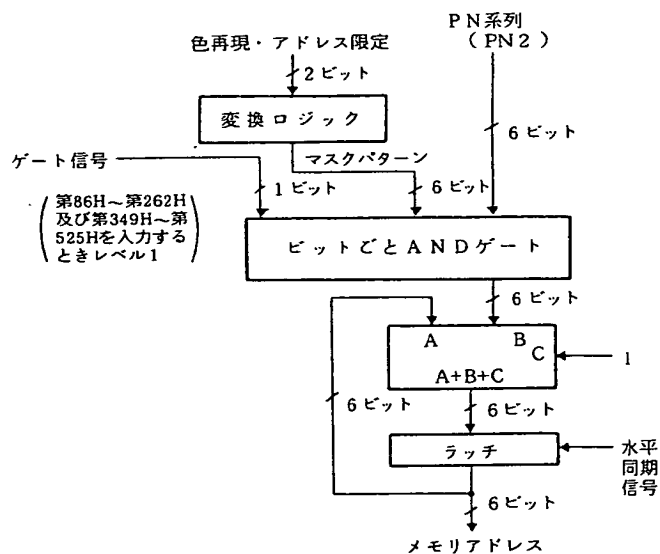 PN系列
(PN2)
色再現・アドレス限定
2ビット
変換ロジック
6ビット
ゲート信号
マスクパターン
1ビット
6ビット
(第86H~第262H
及び第349H~第
525Hを入力する
ときレベル1)
ビットごとANDゲート
6ビット
A
B
C
1
A+B+C
6ビット
6ビット
ラッチ
水平
同期
信号
6ビット
メモリアドレス